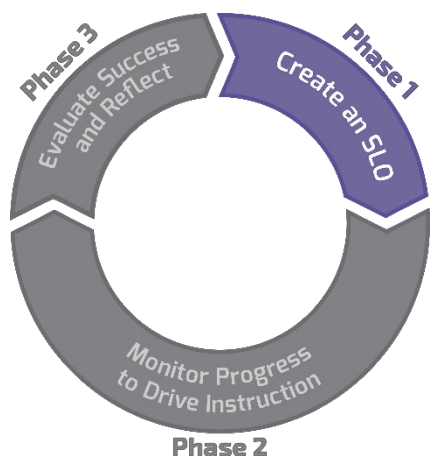 Phase 1
Create an SLO
Monitor Progress
to Drive Instruction
Phase 2
Phase 3
Evaluate Success
and Reflect